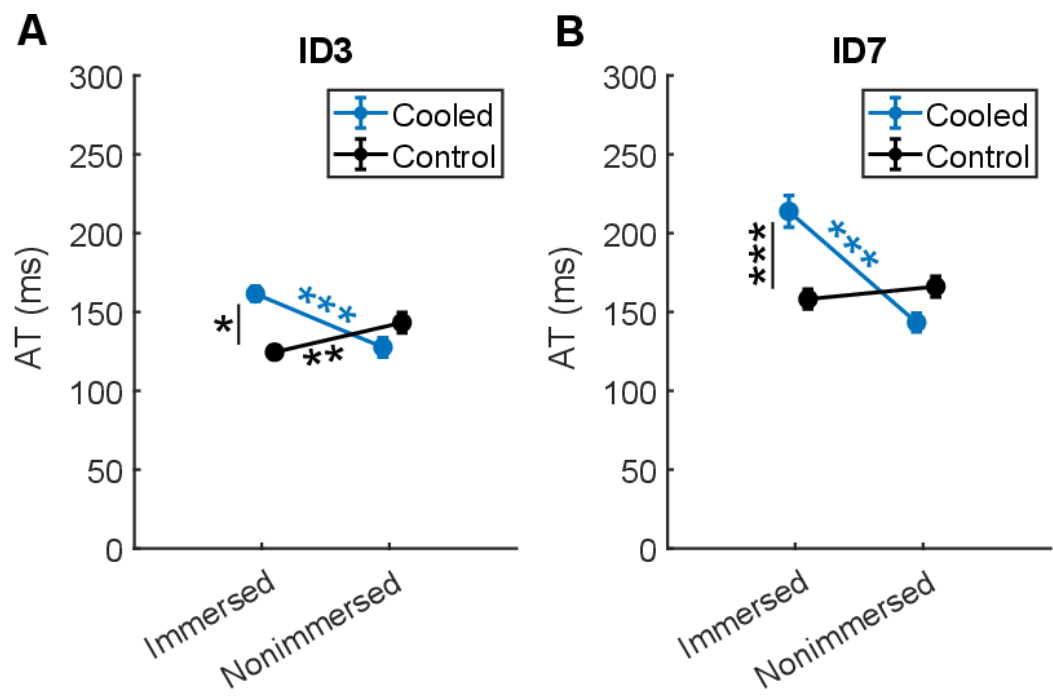 A
ID3
300
250
200
150
100
50
0
AT (ms)
Cooled
Control
***
*
**
Immersed
Nonimmersed
B
ID7
300
250
200
150
100
50
0
AT (ms)
Cooled
Control
***
***
Immersed
Nonimmersed